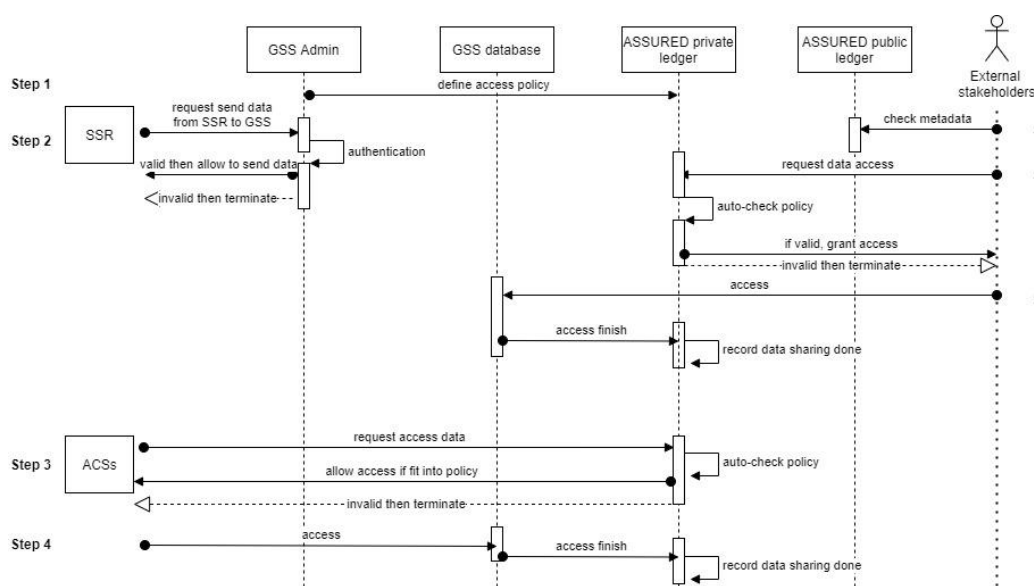 GSS Admin
GSS database
ASSURED private
ledger
ASSURED public
ledger
External
stakeholders
Step 1
define access policy
SSR
request send data
from SSR to GSS
check metadata
Step 2
authentication
valid then allow to send data
request data access
invalid then terminate
auto-check policy
if valid, grant access
invalid then terminate
access
access finish
record data sharing done
ACSs
request access data
Step 3
auto-check policy
allow access if fit into policy
invalid then terminate
Step 4
access
access finish
record data sharing done